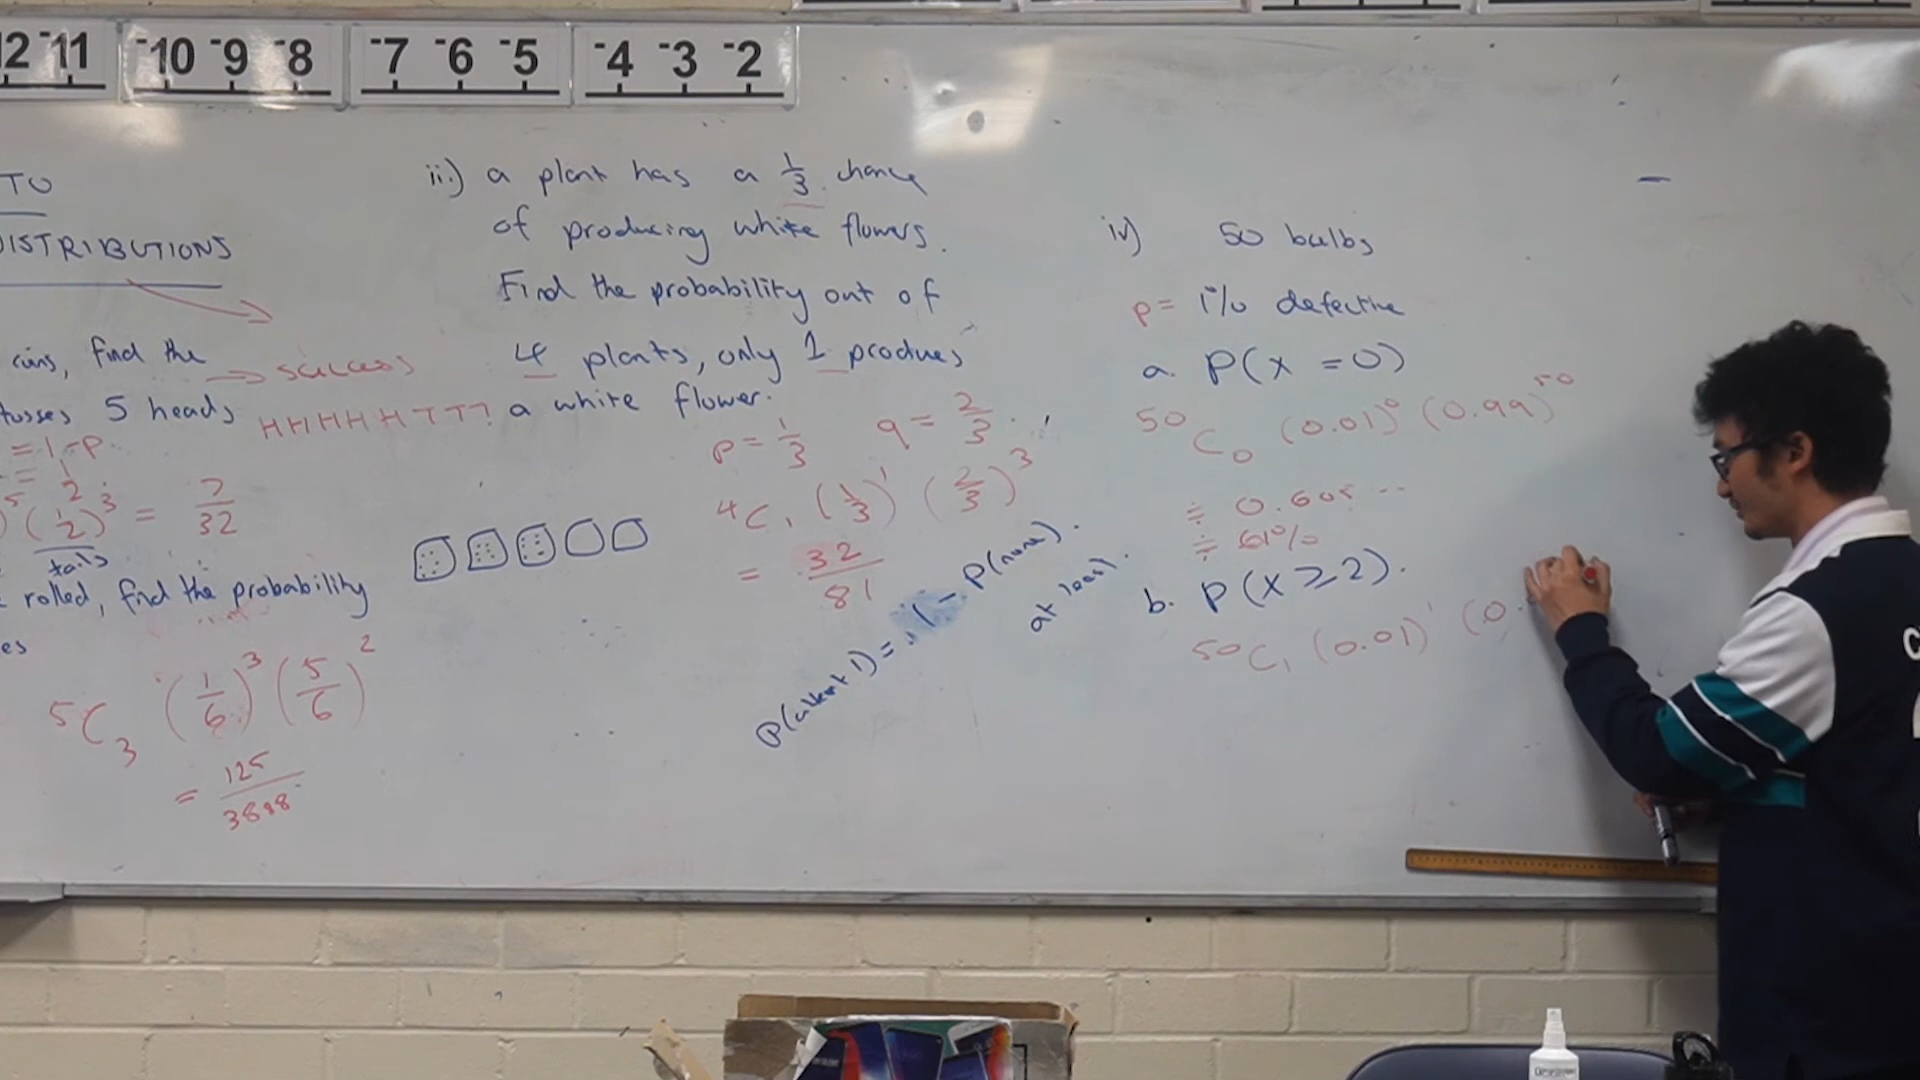 12 -11 -10 -9 -8 -7 -6 -5 -4 -3 -2
TO
DISTRIBUTIONS
coins, find the
→ success
tosses 5 heads
HHHHHTTT?
= 1-p
= 1/2
)⁵ (1/2)³ = 7/32
tails
rolled, find the probability
es
⁵C₃ (1/6)³ (5/6)²
= 125/3888
iii) a plant has a 1/3 chance
of producing white flowers.
Find the probability out of
4 plants, only 1 produces
a white flower.
p = 1/3 q = 2/3
⁴C₁ (1/3)¹ (2/3)³
= 32/81
P(at least 1) = 1 - P(none).
at least.
iv) 50 bulbs
p = 1% defective
a. P(X = 0)
⁵⁰C₀ (0.01)⁰ (0.99)⁵⁰
≑ 0.605 ...
≑ 61%
b. P(X ≥ 2).
⁵⁰C₁ (0.01)¹ (0.